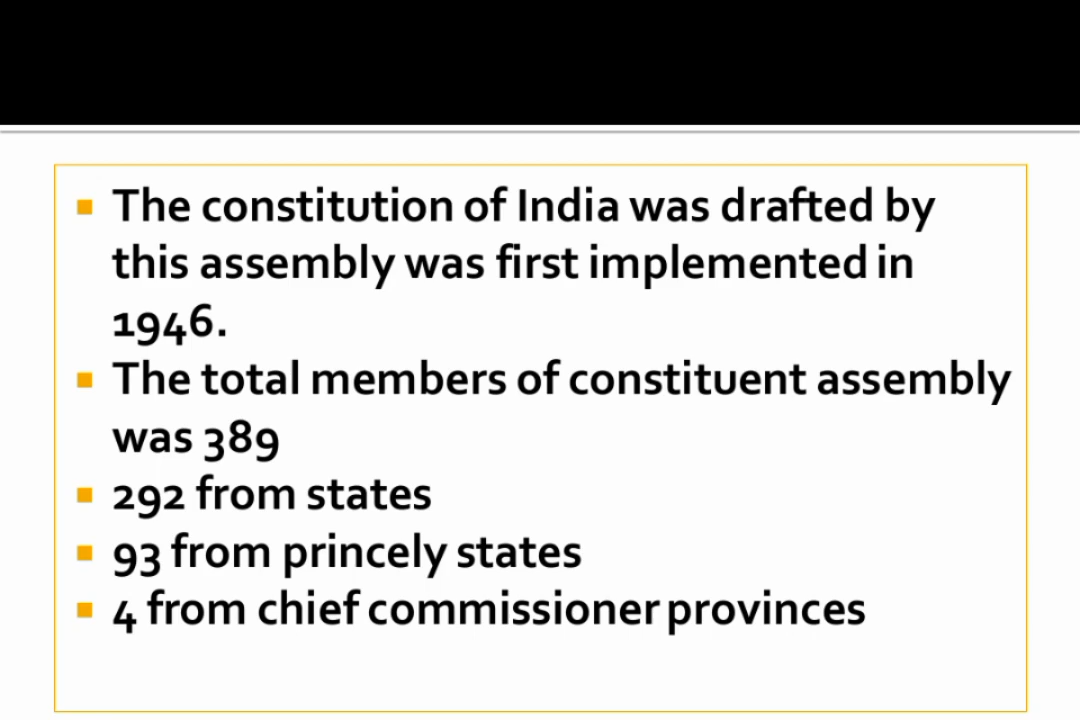 The constitution of India was drafted by
this assembly was first implemented in
1946.
The total members of constituent assembly
was 389
292 from states
93 from princely states
4 from chief commissioner provinces